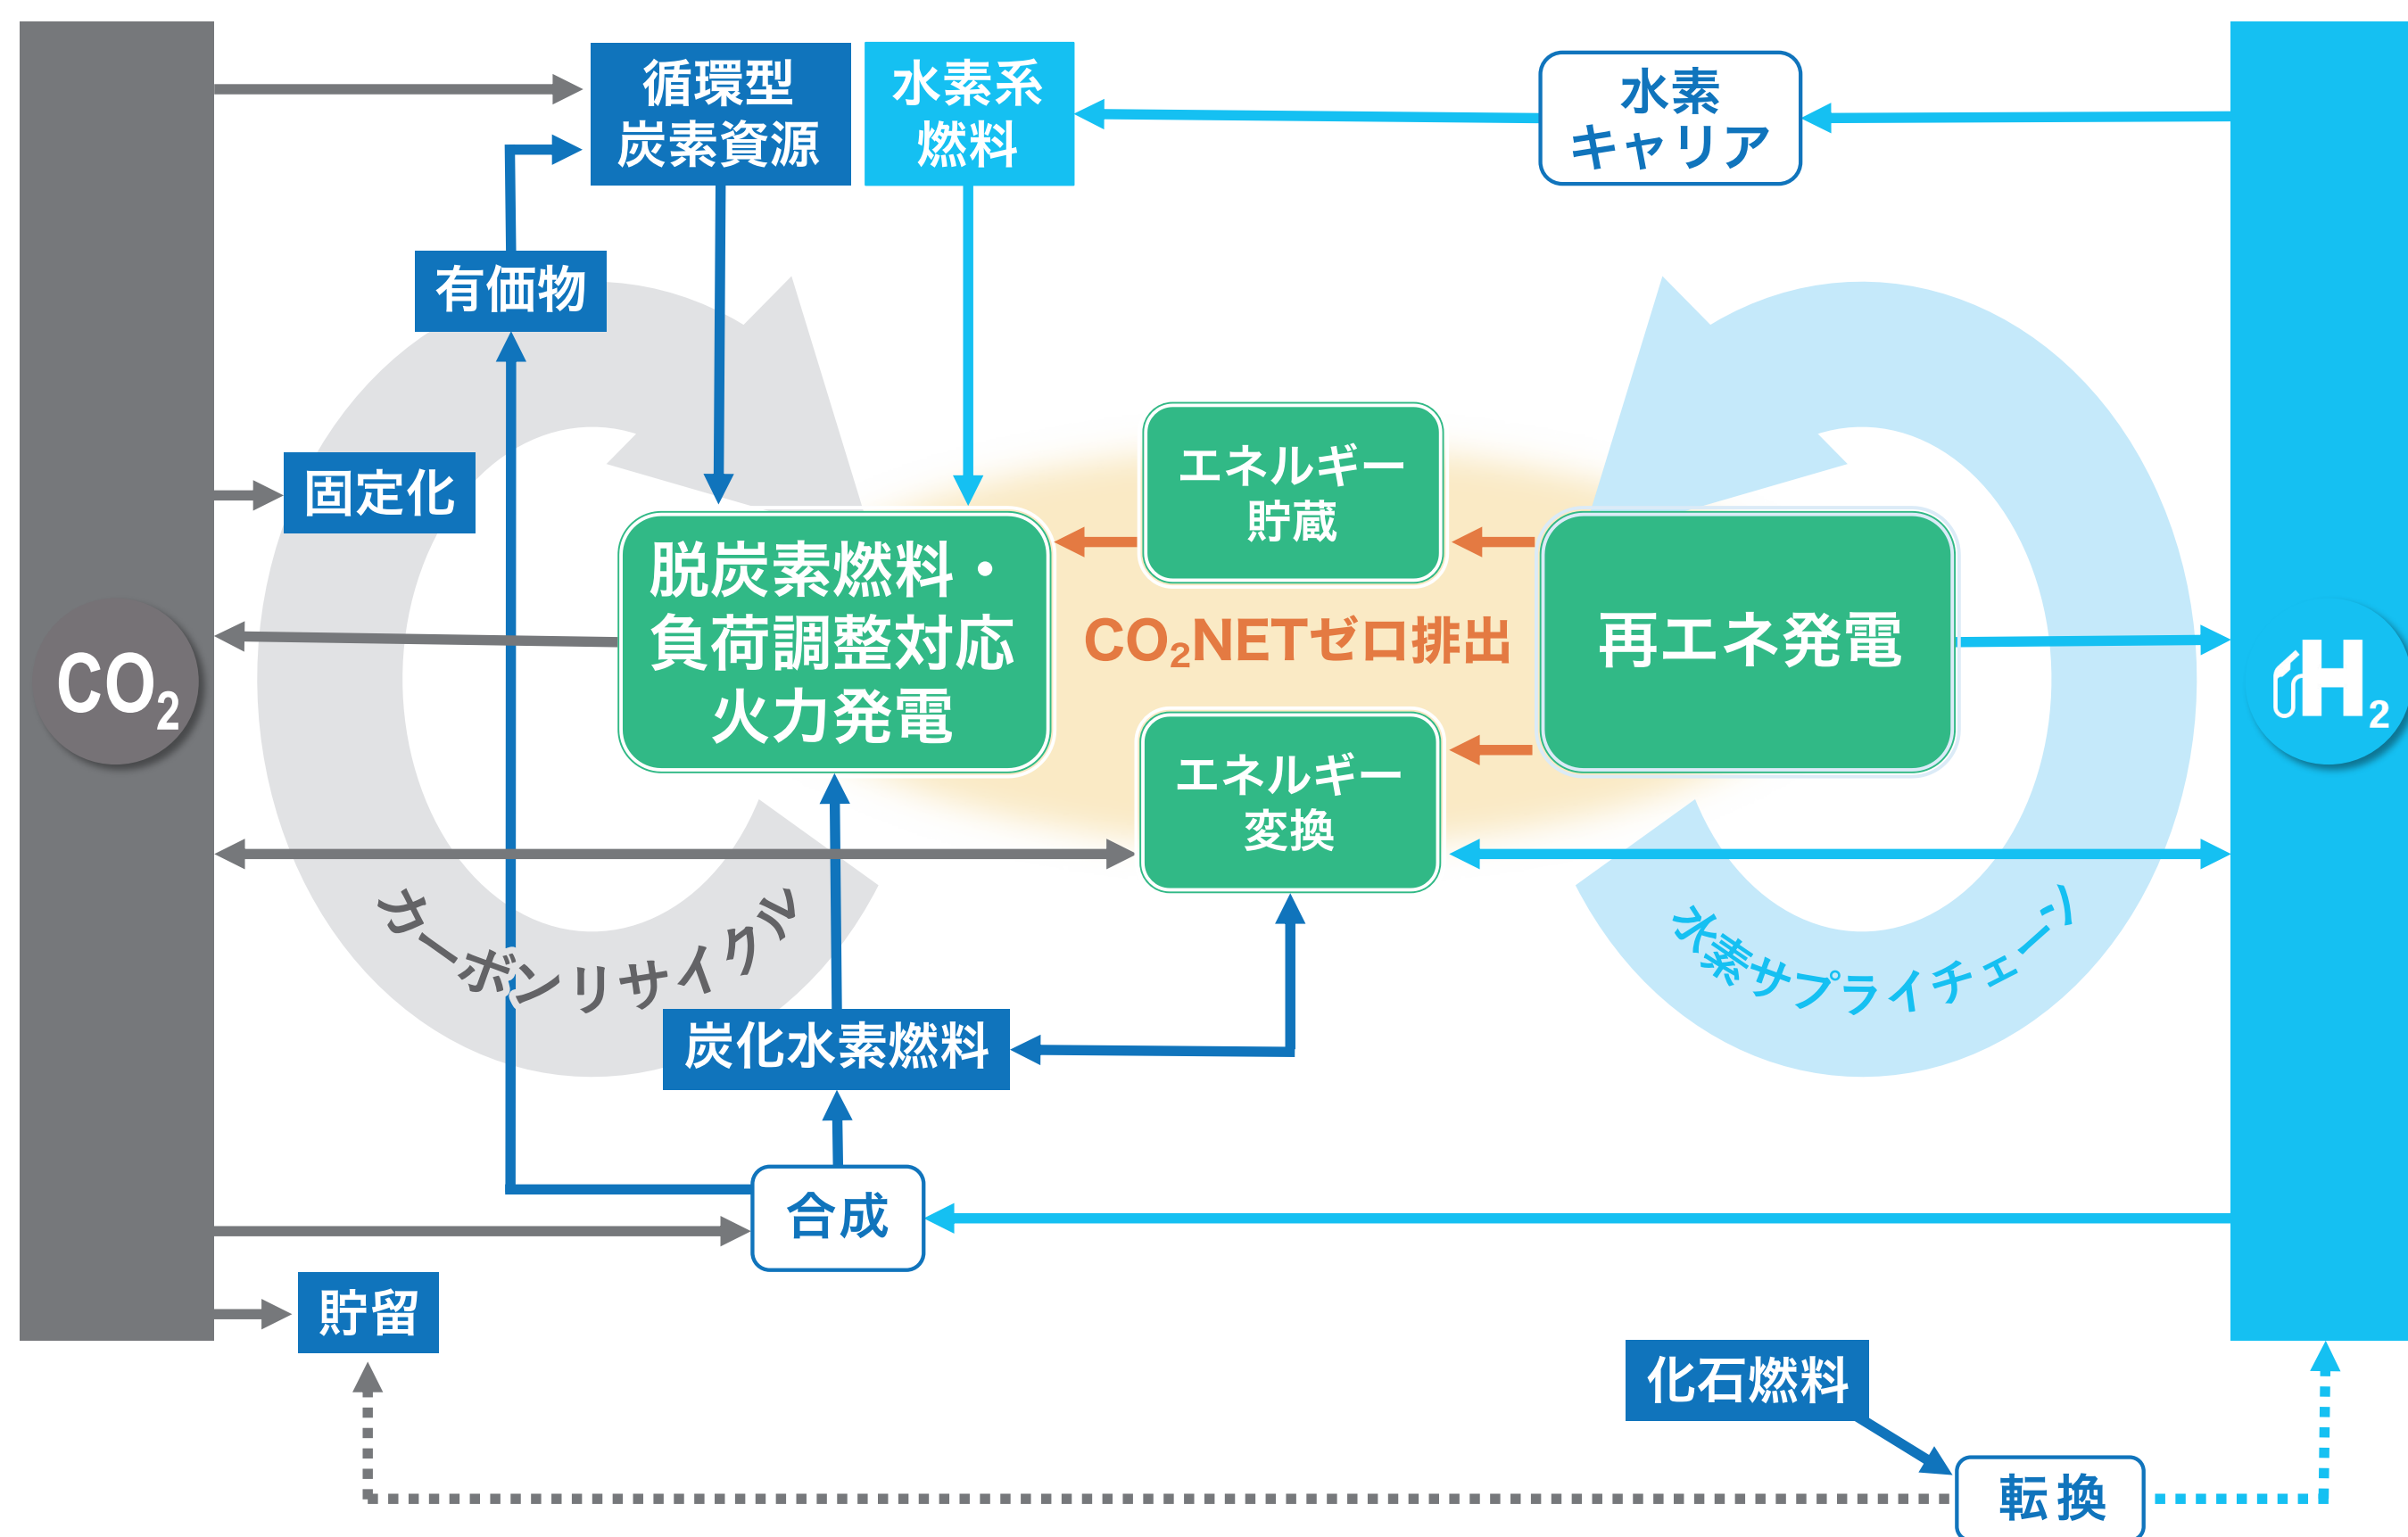 循環型
炭素資源
水素系
燃料
水素
キャリア
有価物
固定化
エネルギー
貯蔵
脱炭素燃料・
負荷調整対応
火力発電
CO₂NETゼロ排出
再エネ発電
CO₂
H₂
エネルギー
変換
カーボンリサイクル
水素サプライチェーン
炭化水素燃料
合成
貯留
化石燃料
転換